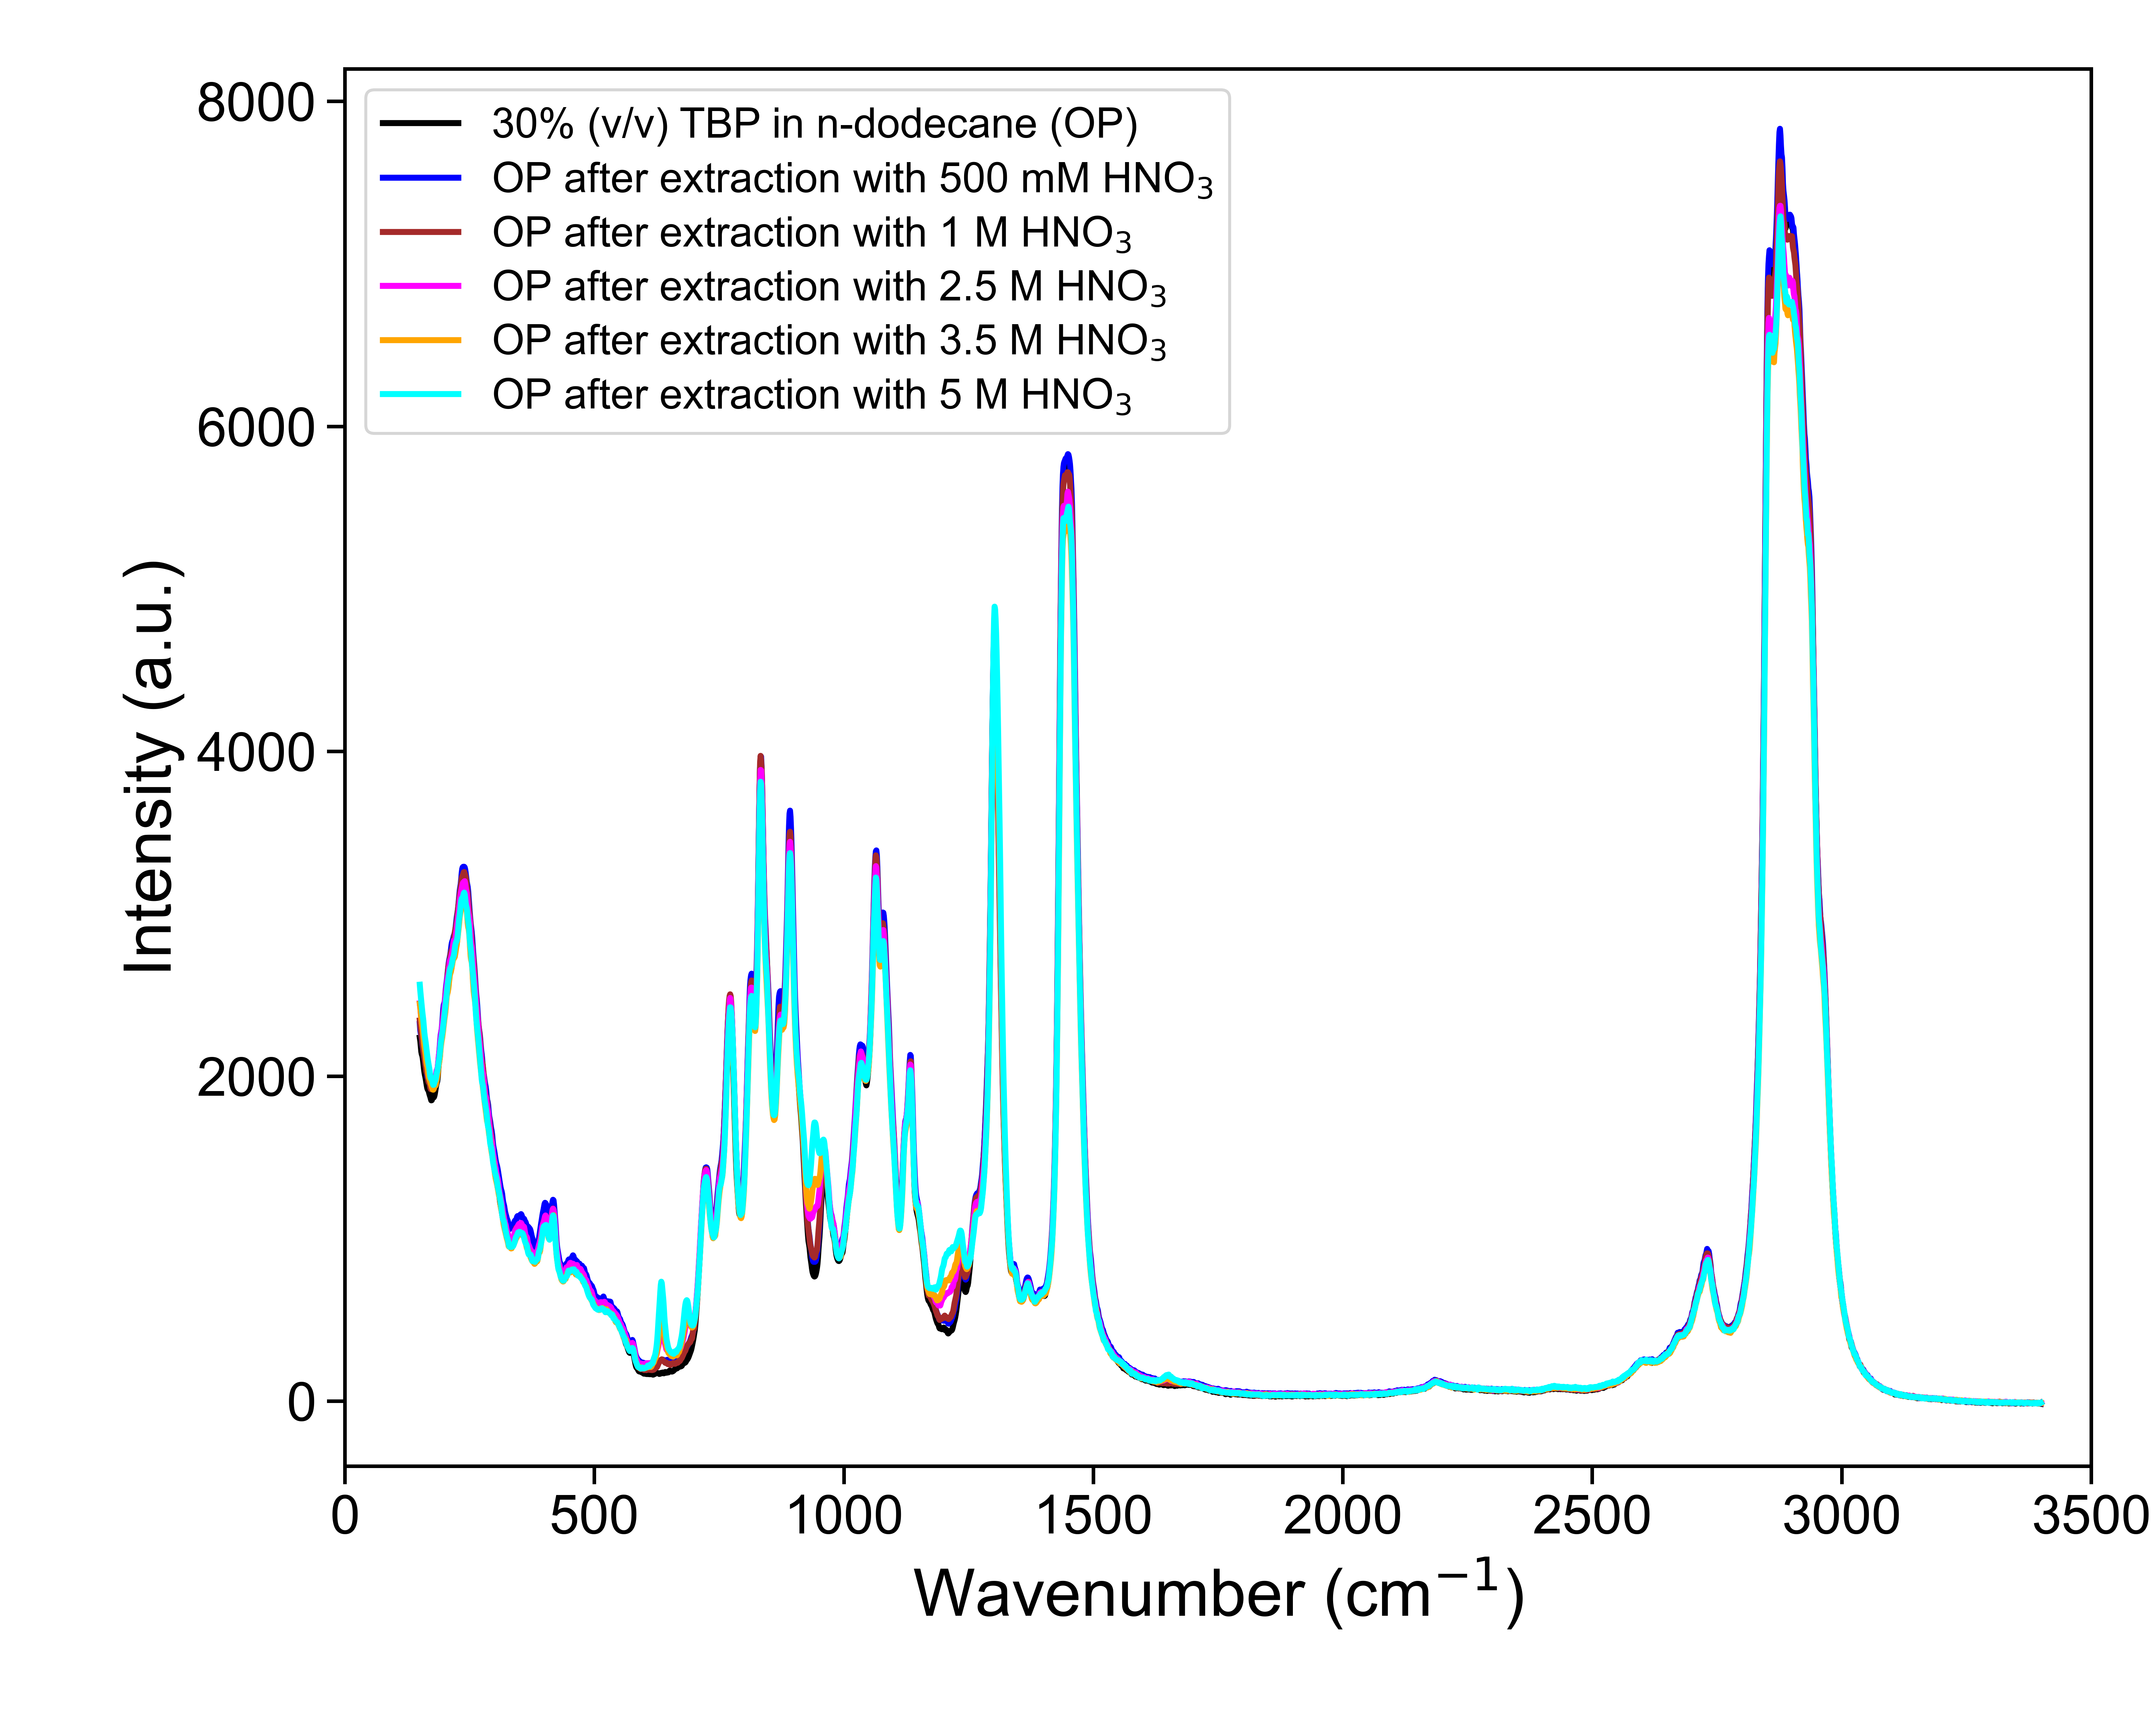 8000
6000
4000
2000
0
Intensity (a.u.)
30% (v/v) TBP in n-dodecane (OP)
OP after extraction with 500 mM HNO₃
OP after extraction with 1 M HNO₃
OP after extraction with 2.5 M HNO₃
OP after extraction with 3.5 M HNO₃
OP after extraction with 5 M HNO₃
0 500 1000 1500 2000 2500 3000 3500
Wavenumber (cm⁻¹)